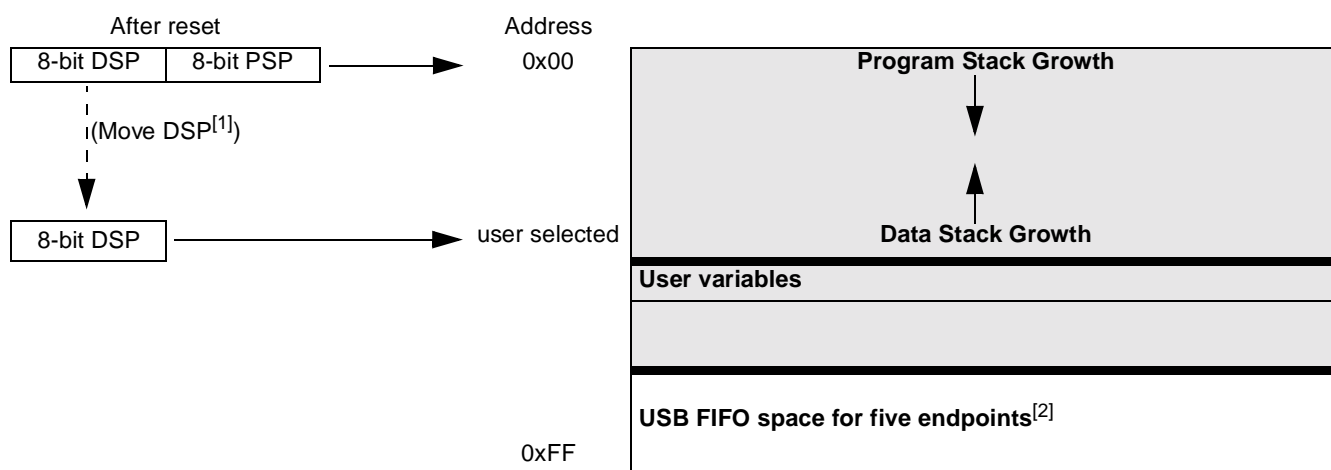 After reset
Address
8-bit DSP 8-bit PSP
0x00
Program Stack Growth
(Move DSP[1])
8-bit DSP
user selected
Data Stack Growth
User variables
USB FIFO space for five endpoints[2]
0xFF